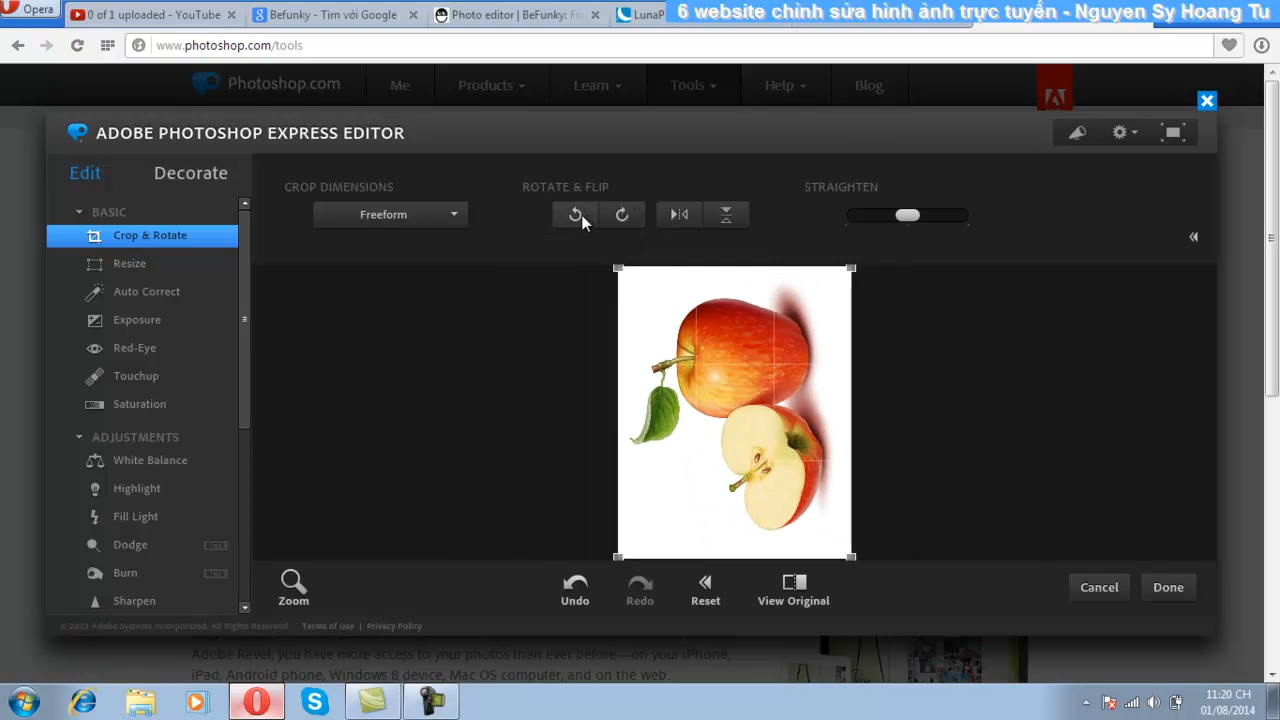 Opera
0 of 1 uploaded - YouTube
Befunky - Tìm với Google
Photo editor | BeFunky: F
LunaP
6 website chỉnh sửa hình ảnh trực tuyến - Nguyen Sy Hoang Tu
www.photoshop.com/tools
Photoshop.com
Me
Products
Learn
Tools
Help
Blog
ADOBE PHOTOSHOP EXPRESS EDITOR
Edit
Decorate
CROP DIMENSIONS
ROTATE & FLIP
STRAIGHTEN
Freeform
BASIC
Crop & Rotate
Resize
Auto Correct
Exposure
Red-Eye
Touchup
Saturation
ADJUSTMENTS
White Balance
Highlight
Fill Light
Dodge
Burn
Sharpen
Zoom
Undo
Redo
Reset
View Original
Cancel
Done
Adobe Systems Incorporated. All Rights Reserved.
Terms of Use | Privacy Policy
Adobe Revel, you have more access to your photos than ever before—on your iPhone,
iPad, Android phone, Windows 8 device, Mac OS computer, and on the web.
11:20 CH
01/08/2014